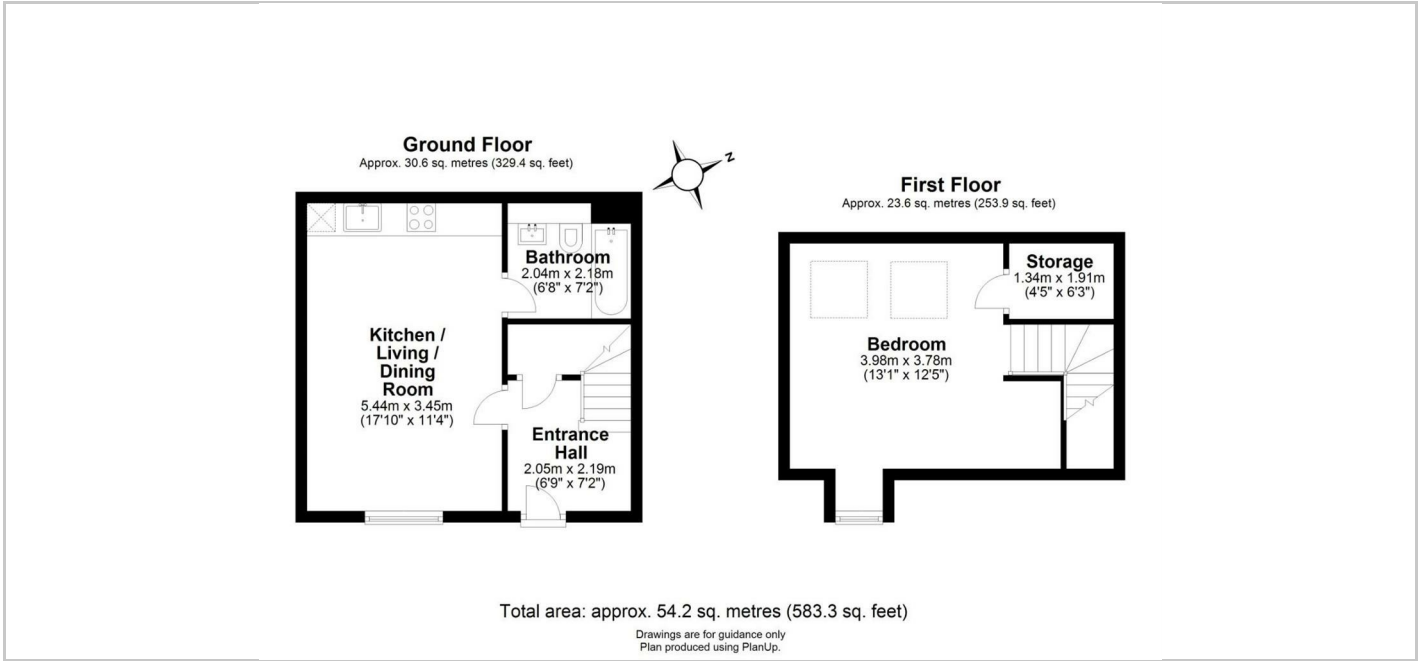 Ground Floor
Approx. 30.6 sq. metres (329.4 sq. feet)
Z
Bathroom
2.04m x 2.18m
(6'8" x 7'2")
Kitchen /
Living /
Dining
Room
5.44m x 3.45m
(17'10" x 11'4")
Entrance
Hall
2.05m x 2.19m
(6'9" x 7'2")
First Floor
Approx. 23.6 sq. metres (253.9 sq. feet)
Storage
1.34m x 1.91m
(4'5" x 6'3")
Bedroom
3.98m x 3.78m
(13'1" x 12'5")
Total area: approx. 54.2 sq. metres (583.3 sq. feet)
Drawings are for guidance only
Plan produced using PlanUp.